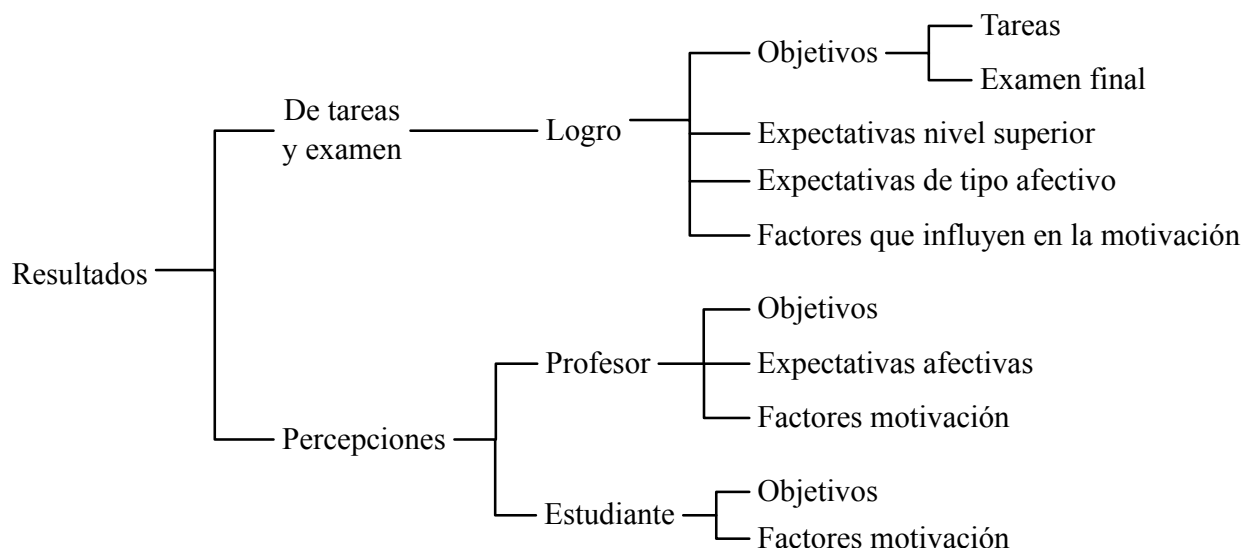 Resultados
De tareas
y examen
Logro
Objetivos
Tareas
Examen final
Expectativas nivel superior
Expectativas de tipo afectivo
Factores que influyen en la motivación
Percepciones
Profesor
Objetivos
Expectativas afectivas
Factores motivación
Estudiante
Objetivos
Factores motivación